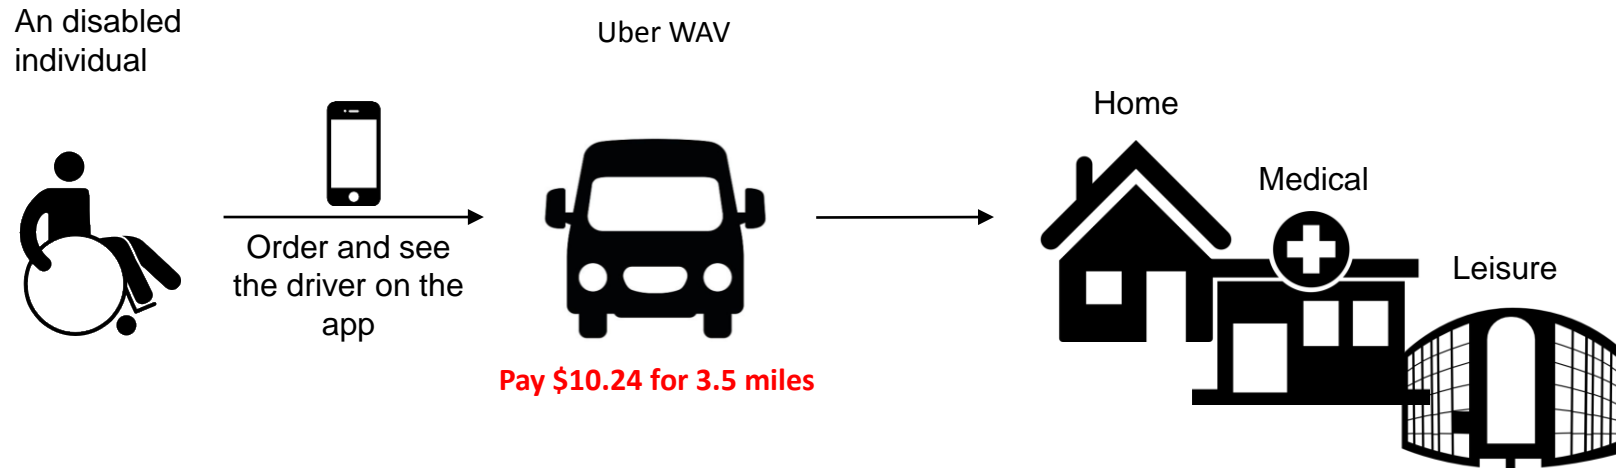 An disabled
individual
Uber WAV
Order and see
the driver on the
app
Pay $10.24 for 3.5 miles
Home
Medical
Leisure